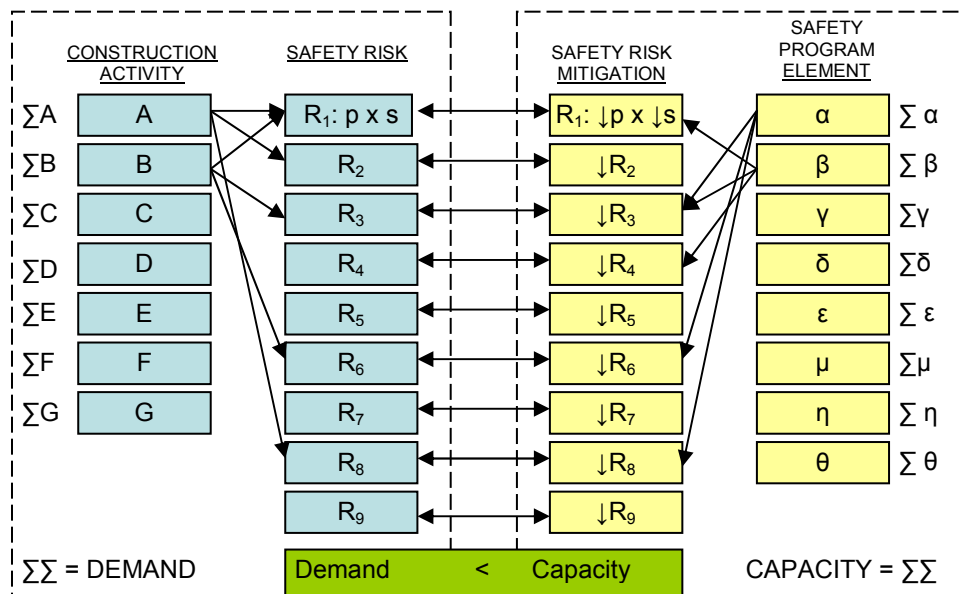 CONSTRUCTION
ACTIVITY
SAFETY RISK
SAFETY RISK
MITIGATION
SAFETY
PROGRAM
ELEMENT
∑A A R₁: p x s R₁: ↓p x ↓s α ∑ α
∑B B R₂ ↓R₂ β ∑ β
∑C C R₃ ↓R₃ γ ∑γ
∑D D R₄ ↓R₄ δ ∑δ
∑E E R₅ ↓R₅ ε ∑ ε
∑F F R₆ ↓R₆ μ ∑μ
∑G G R₇ ↓R₇ η ∑ η
R₈ ↓R₈ θ ∑ θ
R₉ ↓R₉
∑∑ = DEMAND Demand < Capacity CAPACITY = ∑∑